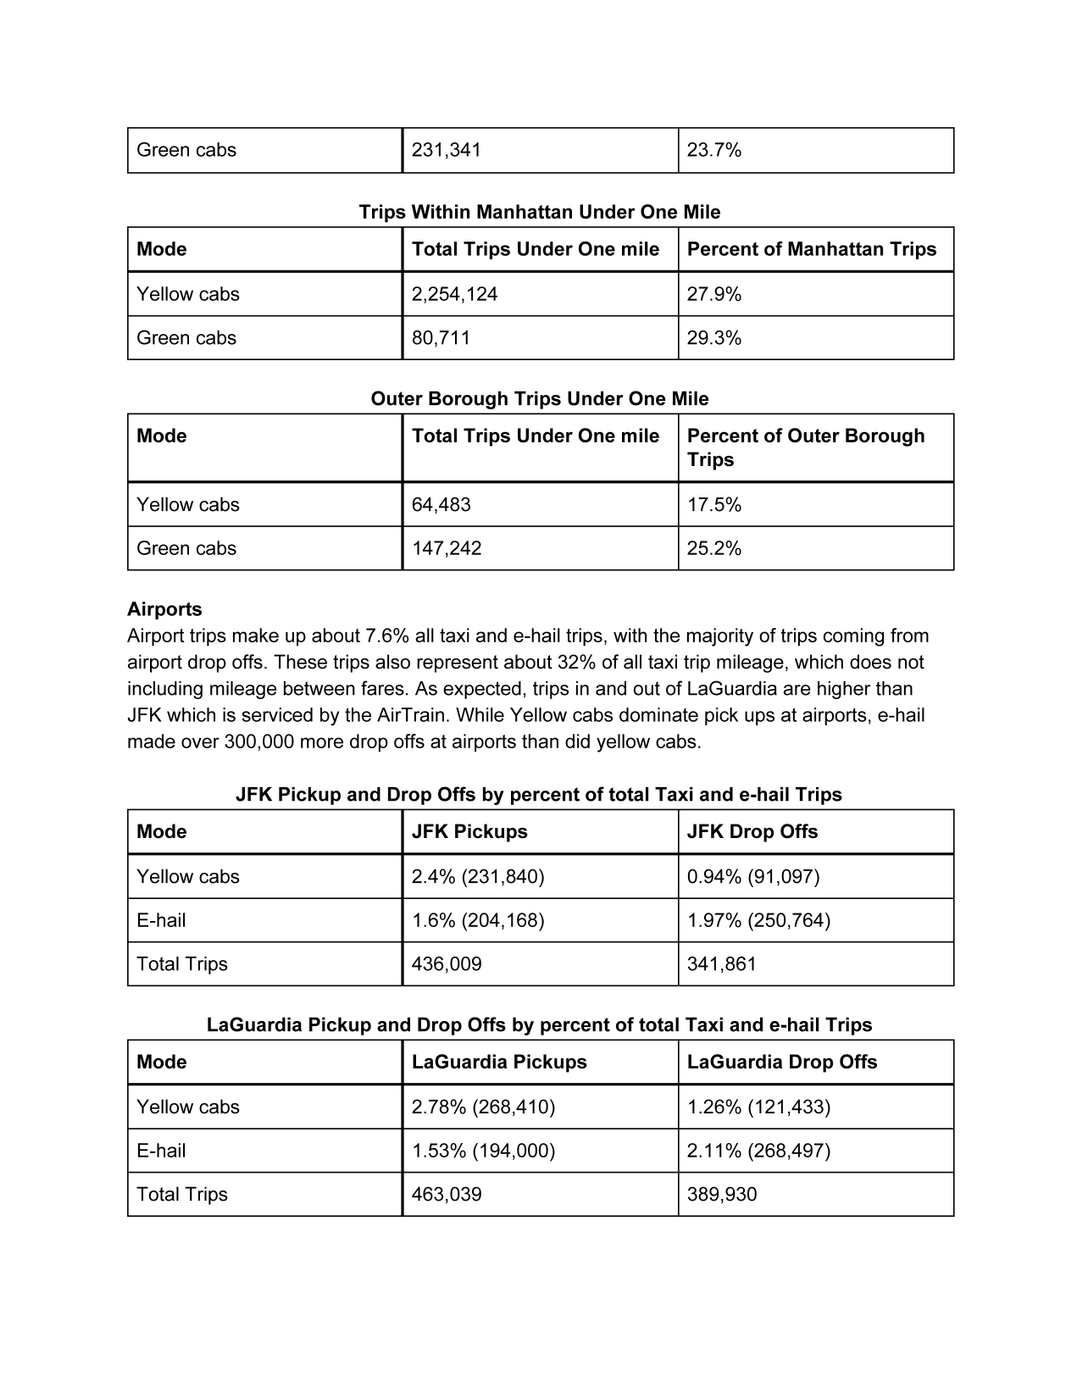 Green cabs 231,341 23.7%
Trips Within Manhattan Under One Mile
Mode Total Trips Under One mile Percent of Manhattan Trips
Yellow cabs 2,254,124 27.9%
Green cabs 80,711 29.3%
Outer Borough Trips Under One Mile
Mode Total Trips Under One mile Percent of Outer Borough
Trips
Yellow cabs 64,483 17.5%
Green cabs 147,242 25.2%
Airports
Airport trips make up about 7.6% all taxi and e-hail trips, with the majority of trips coming from
airport drop offs. These trips also represent about 32% of all taxi trip mileage, which does not
including mileage between fares. As expected, trips in and out of LaGuardia are higher than
JFK which is serviced by the AirTrain. While Yellow cabs dominate pick ups at airports, e-hail
made over 300,000 more drop offs at airports than did yellow cabs.
JFK Pickup and Drop Offs by percent of total Taxi and e-hail Trips
Mode JFK Pickups JFK Drop Offs
Yellow cabs 2.4% (231,840) 0.94% (91,097)
E-hail 1.6% (204,168) 1.97% (250,764)
Total Trips 436,009 341,861
LaGuardia Pickup and Drop Offs by percent of total Taxi and e-hail Trips
Mode LaGuardia Pickups LaGuardia Drop Offs
Yellow cabs 2.78% (268,410) 1.26% (121,433)
E-hail 1.53% (194,000) 2.11% (268,497)
Total Trips 463,039 389,930